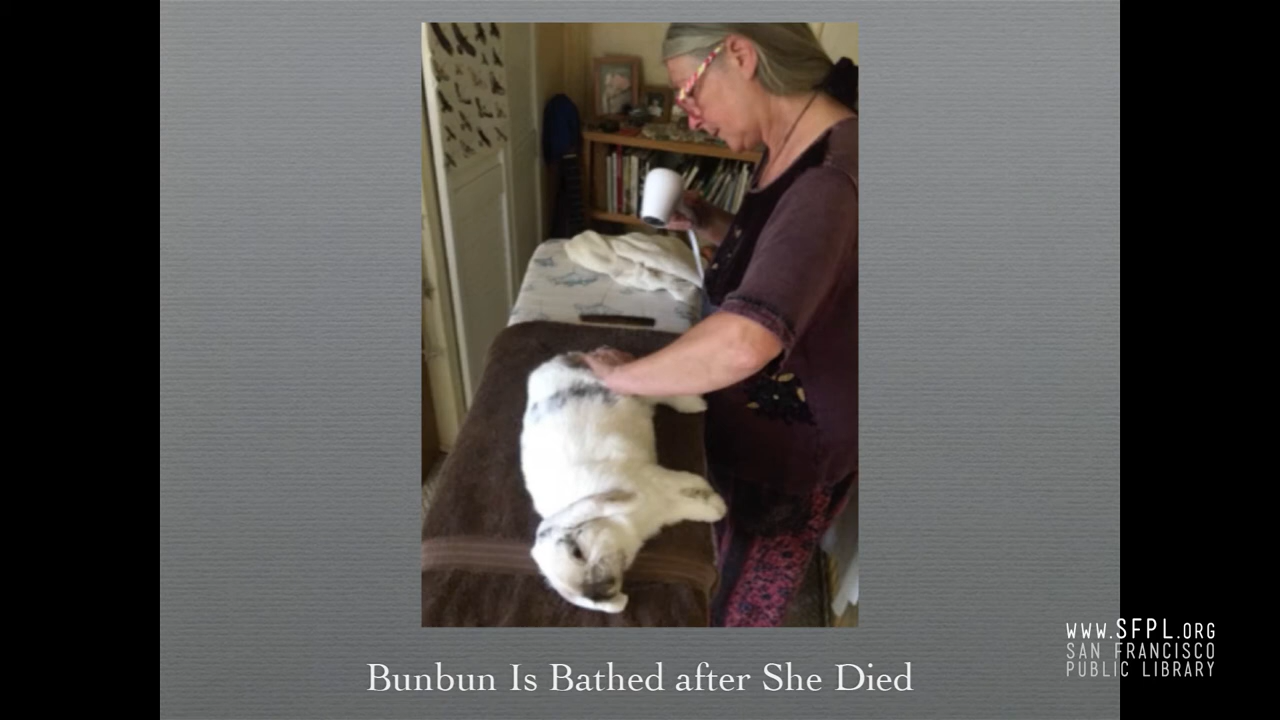 Bunbun Is Bathed after She Died
WWW.SFPL.ORG
SAN FRANCISCO
PUBLIC LIBRARY